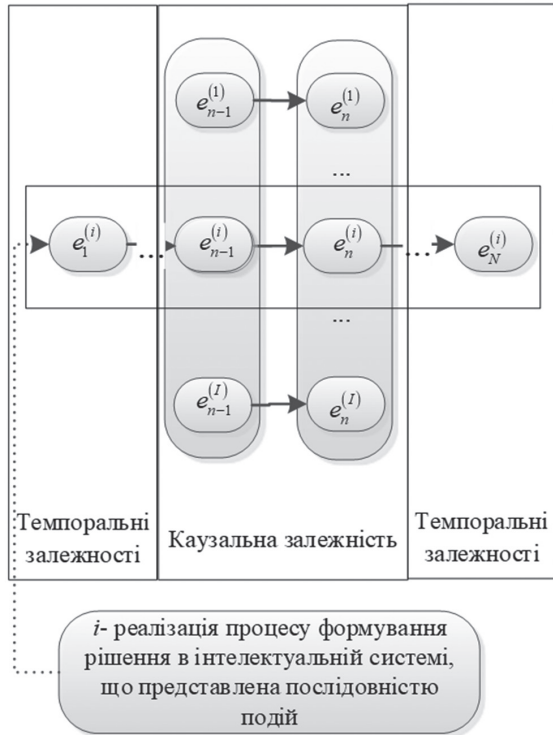 e_{n-1}^{(1)} e_n^{(1)}
...
e_1^{(i)} ... e_{n-1}^{(i)} e_n^{(i)} ... e_N^{(i)}
...
e_{n-1}^{(I)} e_n^{(I)}
Темпоральні
залежності
Каузальна залежність
Темпоральні
залежності
i- реалізація процесу формування
рішення в інтелектуальній системі,
що представлена послідовністю
подій